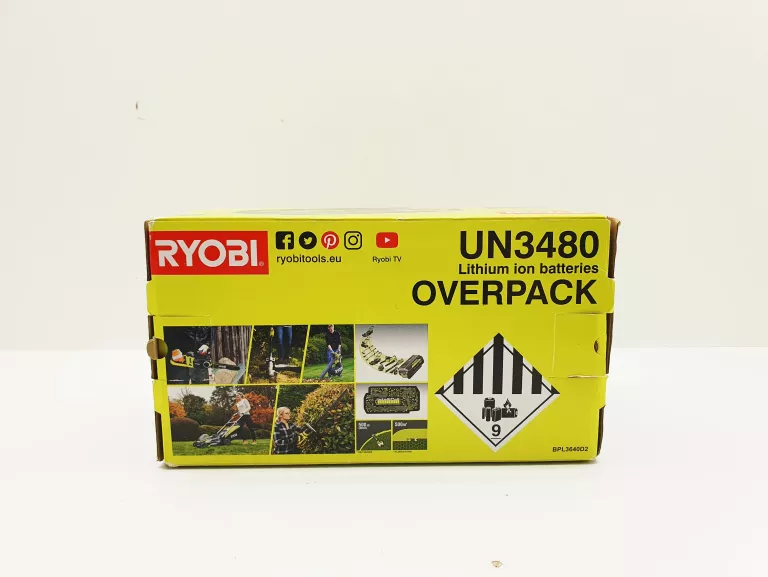 RYOBI
ryobitools.eu
Ryobi TV
UN3480
Lithium ion batteries
OVERPACK
9
BPL3640D2